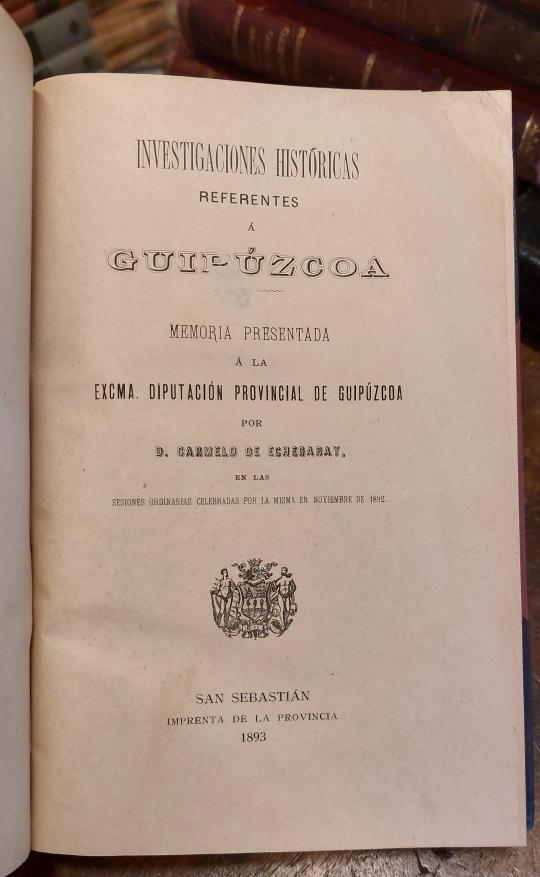 INVESTIGACIONES HISTÓRICAS
REFERENTES
Á
GUIPÚZCOA
MEMORIA PRESENTADA
Á LA
EXCMA. DIPUTACIÓN PROVINCIAL DE GUIPÚZCOA
POR
D. CARMELO DE ECHEGARAY,
EN LAS
SESIONES ORDINARIAS CELEBRADAS POR LA MISMA EN NOVIEMBRE DE 1892.
SAN SEBASTIÁN
IMPRENTA DE LA PROVINCIA
1893